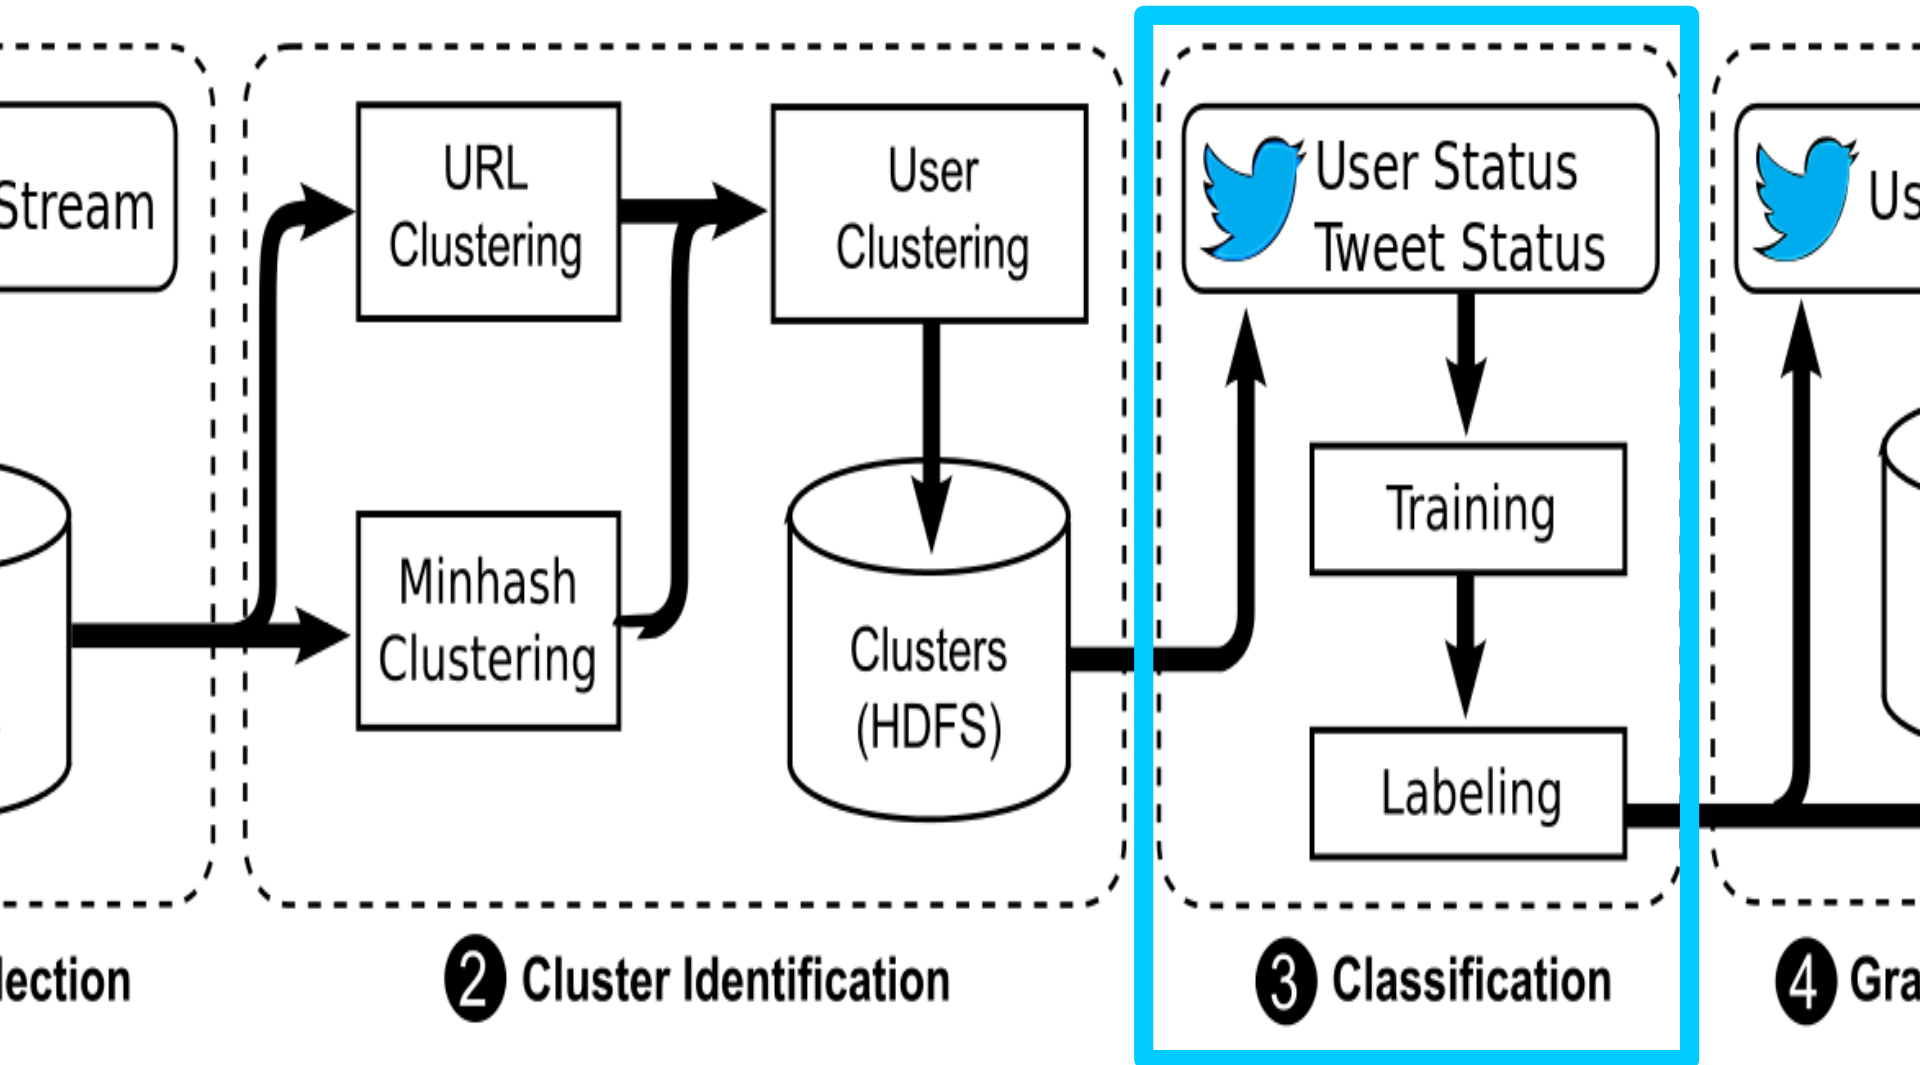 Stream
URL
Clustering
Minhash
Clustering
User
Clustering
Clusters
(HDFS)
User Status
Tweet Status
Training
Labeling
Us
lection
2 Cluster Identification
3 Classification
4 Gra